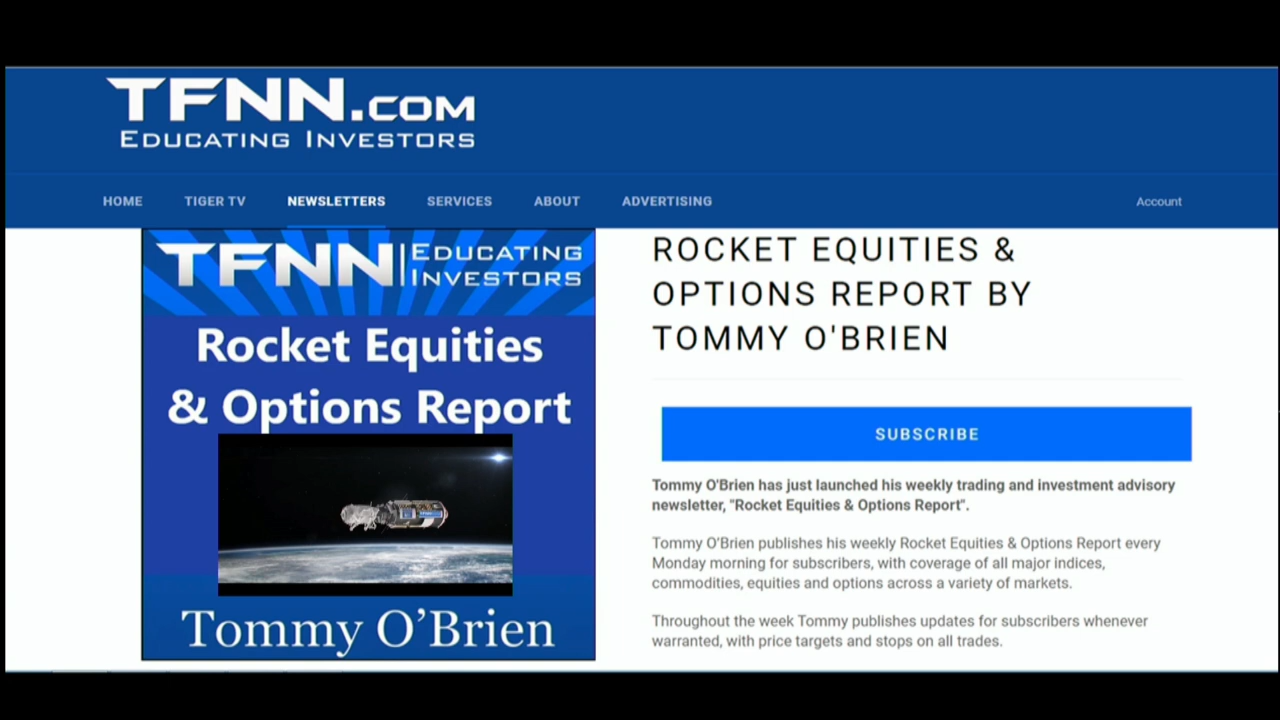 TFNN.COM
EDUCATING INVESTORS
HOME TIGER TV NEWSLETTERS SERVICES ABOUT ADVERTISING Account
TFNN | EDUCATING
INVESTORS
Rocket Equities
& Options Report
Tommy O’Brien
ROCKET EQUITIES &
OPTIONS REPORT BY
TOMMY O'BRIEN
SUBSCRIBE
Tommy O'Brien has just launched his weekly trading and investment advisory
newsletter, "Rocket Equities & Options Report".
Tommy O'Brien publishes his weekly Rocket Equities & Options Report every
Monday morning for subscribers, with coverage of all major indices,
commodities, equities and options across a variety of markets.
Throughout the week Tommy publishes updates for subscribers whenever
warranted, with price targets and stops on all trades.